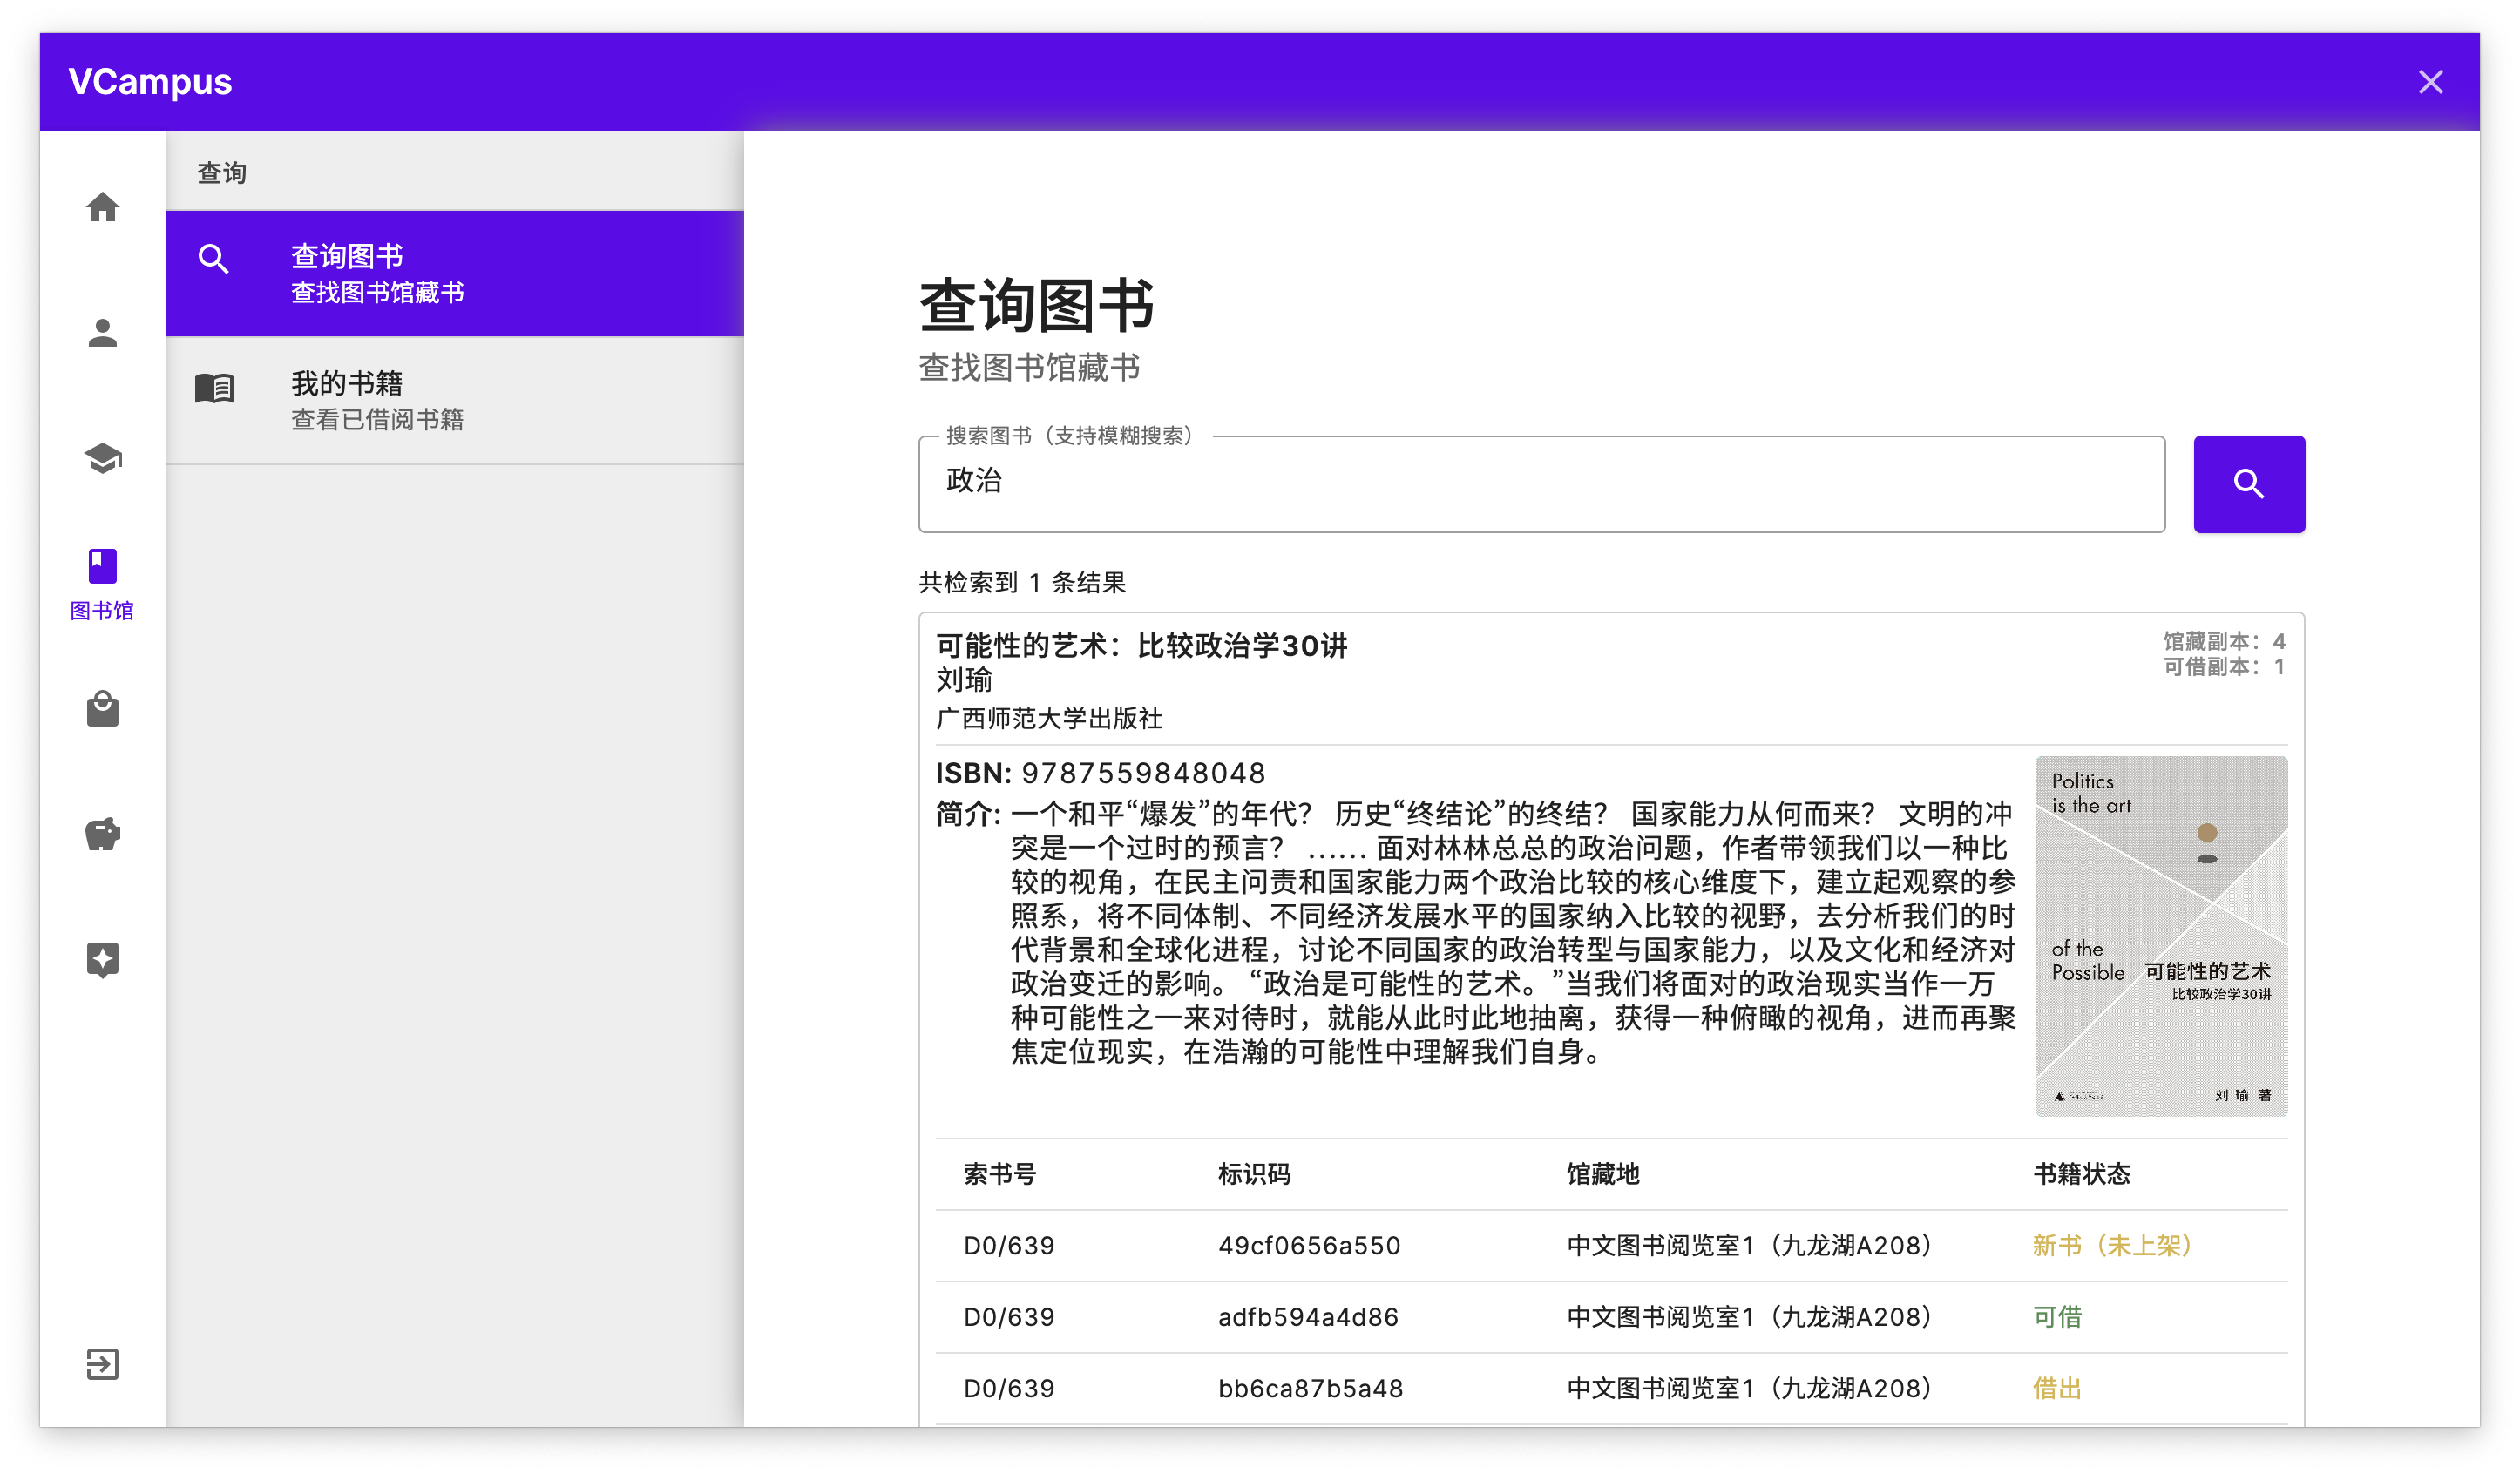 VCampus
查询
查询图书
查找图书馆藏书
我的书籍
查看已借阅书籍
图书馆
查询图书
查找图书馆藏书
搜索图书（支持模糊搜索）
政治
共检索到 1 条结果
可能性的艺术：比较政治学30讲
刘瑜
广西师范大学出版社
馆藏副本：4
可借副本：1
ISBN: 9787559848048
简介: 一个和平“爆发”的年代？ 历史“终结论”的终结？ 国家能力从何而来？ 文明的冲
突是一个过时的预言？ …… 面对林林总总的政治问题，作者带领我们以一种比
较的视角，在民主问责和国家能力两个政治比较的核心维度下，建立起观察的参
照系，将不同体制、不同经济发展水平的国家纳入比较的视野，去分析我们的时
代背景和全球化进程，讨论不同国家的政治转型与国家能力，以及文化和经济对
政治变迁的影响。 “政治是可能性的艺术。”当我们将面对的政治现实当作一万
种可能性之一来对待时，就能从此时此地抽离，获得一种俯瞰的视角，进而再聚
焦定位现实，在浩瀚的可能性中理解我们自身。
Politics
is the art
of the
Possible
可能性的艺术
比较政治学30讲
刘 瑜 著
索书号 标识码 馆藏地 书籍状态
D0/639 49cf0656a550 中文图书阅览室1（九龙湖A208） 新书（未上架）
D0/639 adfb594a4d86 中文图书阅览室1（九龙湖A208） 可借
D0/639 bb6ca87b5a48 中文图书阅览室1（九龙湖A208） 借出